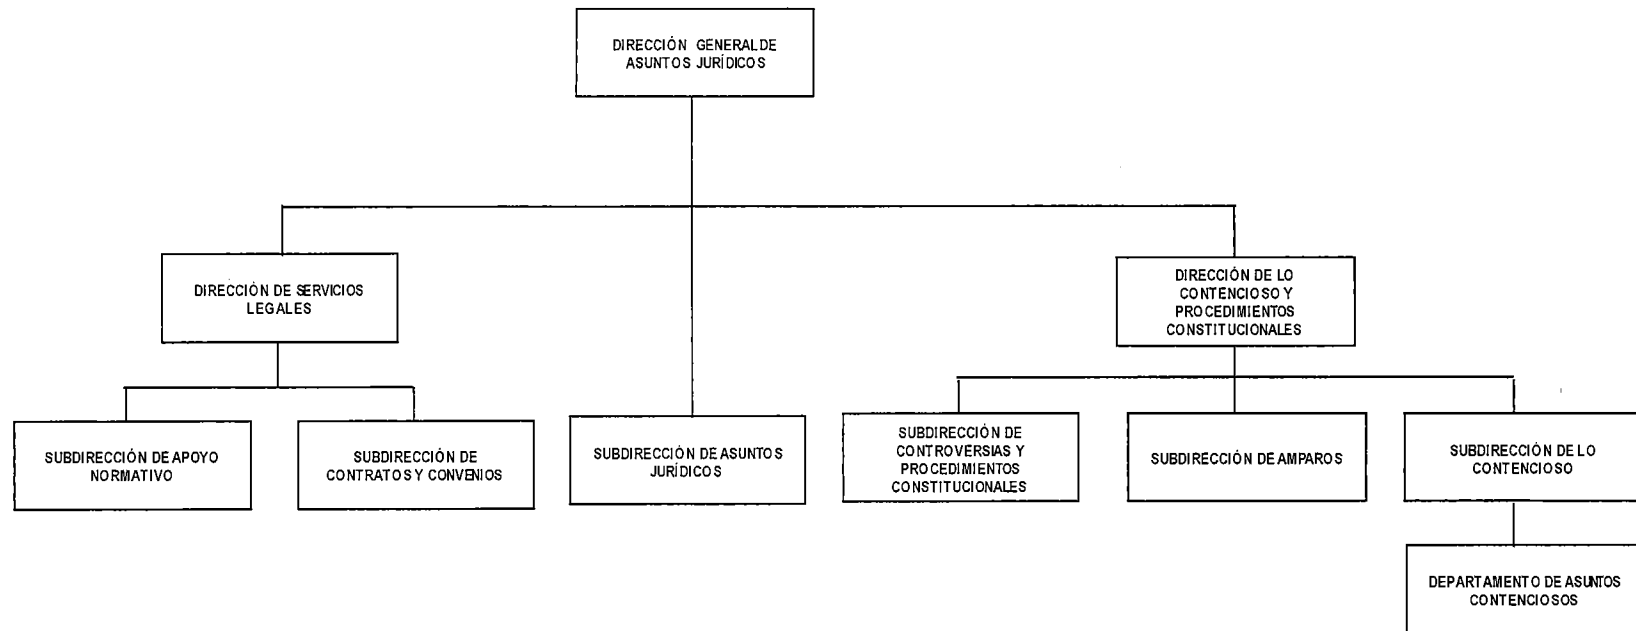 DIRECCIÓN GENERAL DE
ASUNTOS JURÍDICOS
DIRECCIÓN DE SERVICIOS
LEGALES
DIRECCIÓN DE LO
CONTENCIOSO Y
PROCEDIMIENTOS
CONSTITUCIONALES
SUBDIRECCIÓN DE APOYO
NORMATIVO
SUBDIRECCIÓN DE
CONTRATOS Y CONVENIOS
SUBDIRECCIÓN DE ASUNTOS
JURÍDICOS
SUBDIRECCIÓN DE
CONTROVERSIAS Y
PROCEDIMIENTOS
CONSTITUCIONALES
SUBDIRECCIÓN DE AMPAROS
SUBDIRECCIÓN DE LO
CONTENCIOSO
DEPARTAMENTO DE ASUNTOS
CONTENCIOSOS